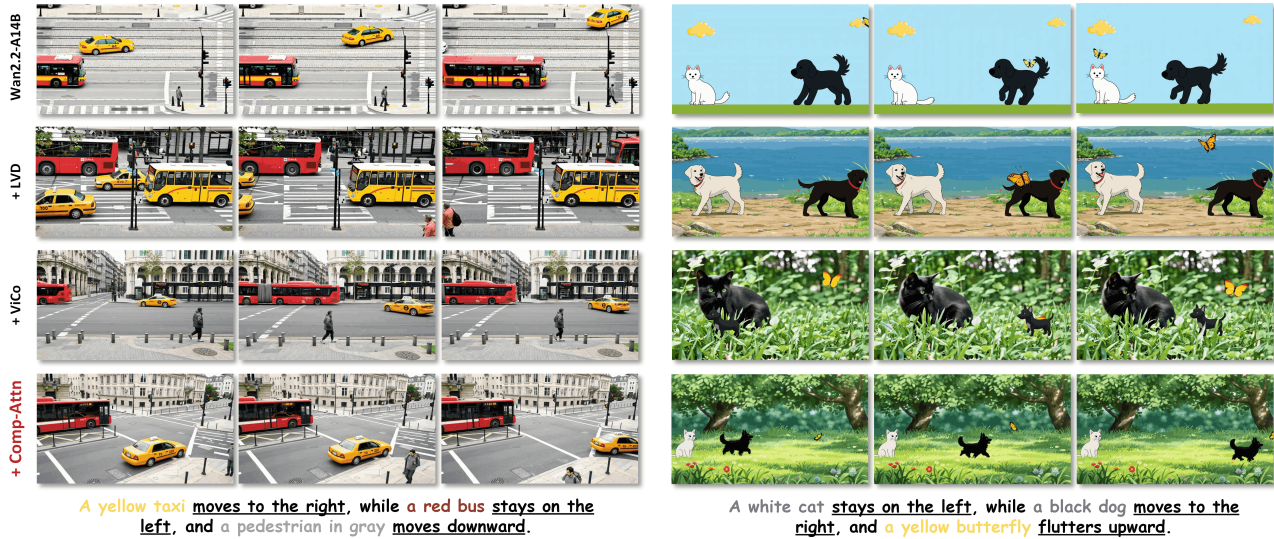 Wan2.2-A14B
+ LVD
+ ViCo
+ Comp-Attn
A yellow taxi moves to the right, while a red bus stays on the
left, and a pedestrian in gray moves downward.
A white cat stays on the left, while a black dog moves to the
right, and a yellow butterfly flutters upward.